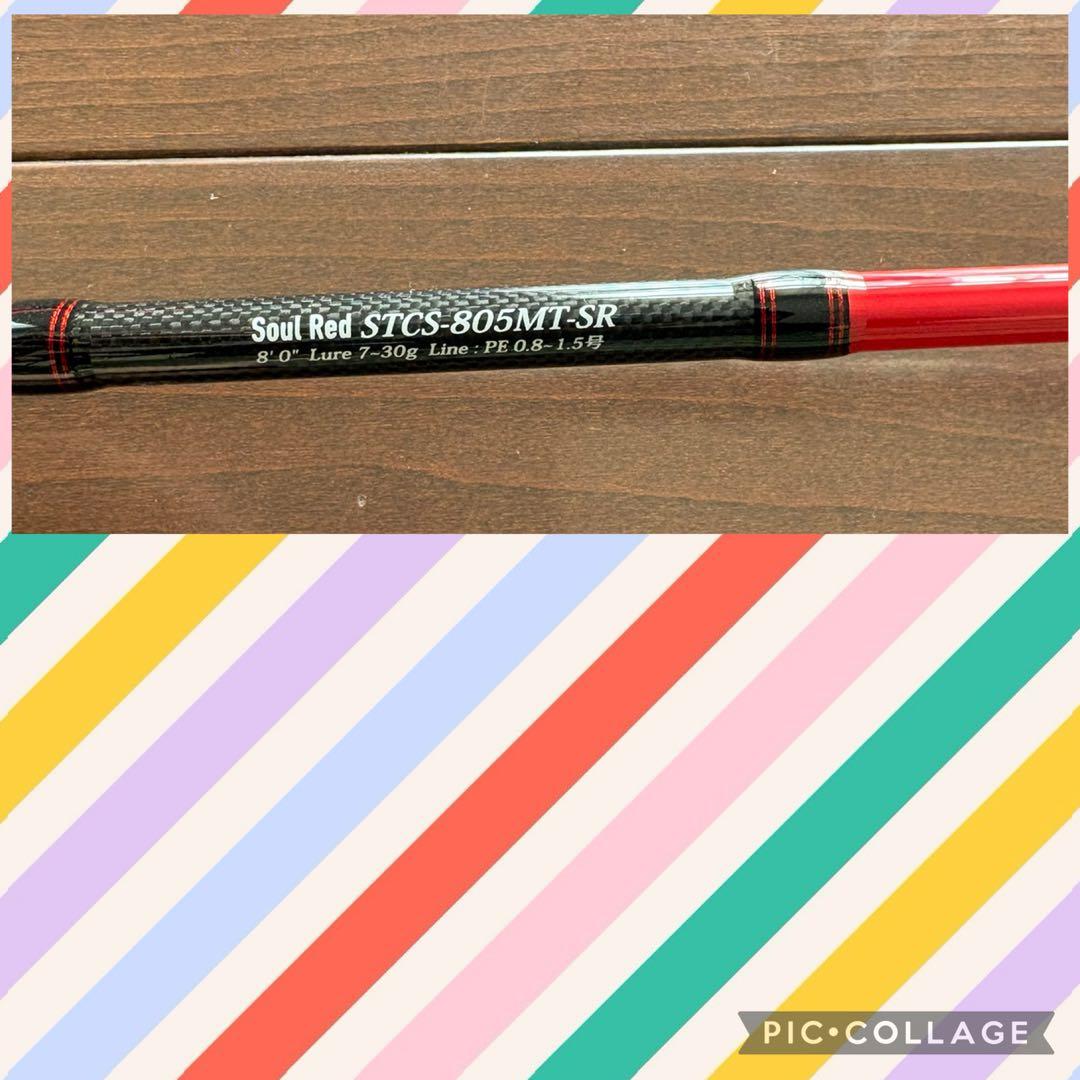 Soul Red STCS-805MT-SR
8' 0" Lure 7~30g Line : PE 0.8~1.5号
PIC•COLLAGE